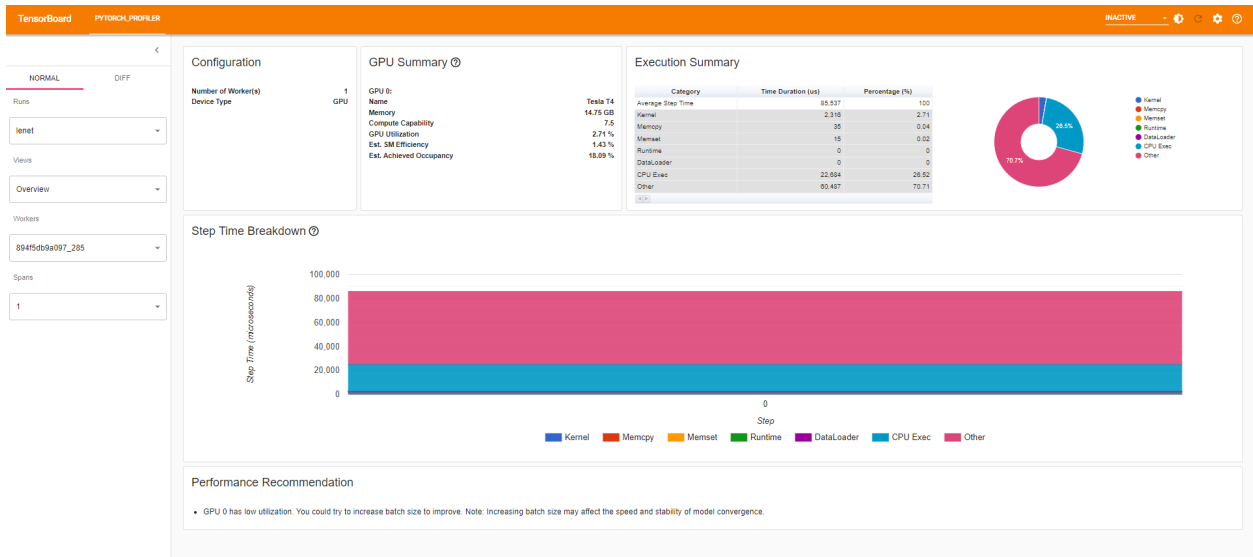 TensorBoard PYTORCH_PROFILER INACTIVE
NORMAL DIFF
Runs
lenet
Views
Overview
Workers
894f5db9a097_285
Spans
1
Configuration
Number of Worker(s) 1
Device Type GPU
GPU Summary
GPU 0:
Name Tesla T4
Memory 14.75 GB
Compute Capability 7.5
GPU Utilization 2.71 %
Est. SM Efficiency 1.43 %
Est. Achieved Occupancy 18.09 %
Execution Summary
Category Time Duration (us) Percentage (%)
Average Step Time 85,537 100
Kernel 2,316 2.71
Memcpy 35 0.04
Memset 15 0.02
Runtime 0 0
DataLoader 0 0
CPU Exec 22,684 26.52
Other 60,487 70.71
26.5%
70.7%
Kernel
Memcpy
Memset
Runtime
DataLoader
CPU Exec
Other
Step Time Breakdown
Step Time (microseconds)
100,000
80,000
60,000
40,000
20,000
0
0
Step
Kernel Memcpy Memset Runtime DataLoader CPU Exec Other
Performance Recommendation
• GPU 0 has low utilization. You could try to increase batch size to improve. Note: Increasing batch size may affect the speed and stability of model convergence.